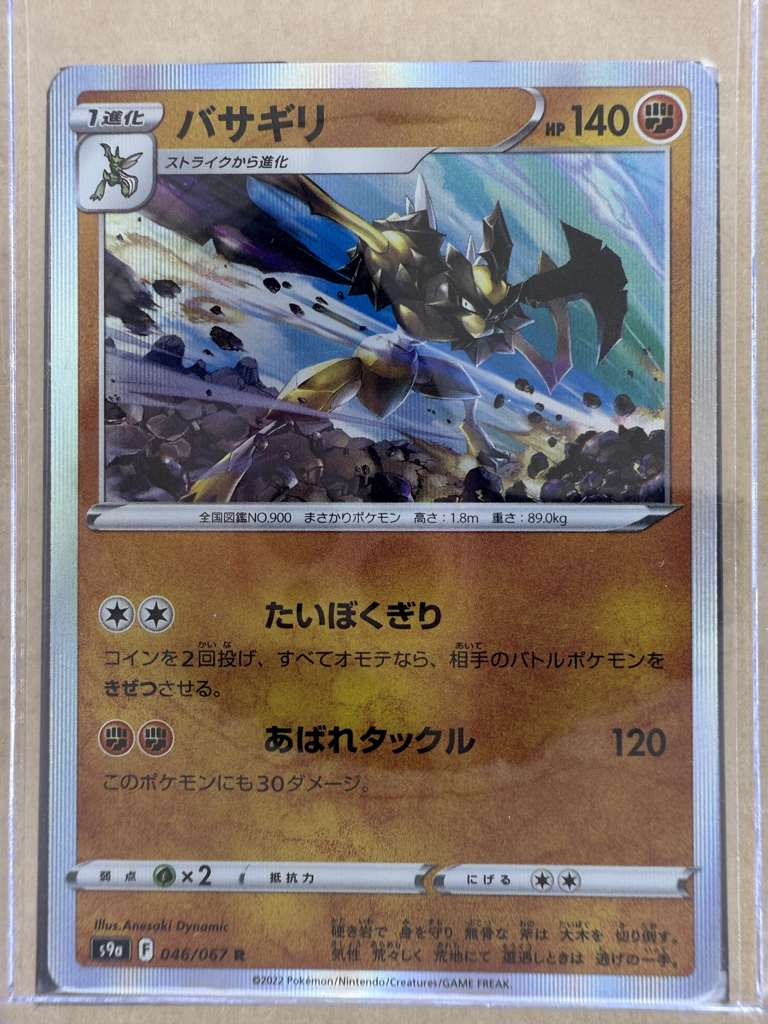 1進化
バサギリ
HP 140
ストライクから進化
全国図鑑NO.900 まさかりポケモン 高さ：1.8m 重さ：89.0kg
たいぼくぎり
コインを2回投げ、すべてオモテなら、相手のバトルポケモンを
きぜつさせる。
あばれタックル 120
このポケモンにも30ダメージ。
弱点 ×2 抵抗力 にげる
Illus.Anesaki Dynamic
硬き岩で 身を守り 無骨な 斧は 大木を 切り倒す。
気性 荒々しく 荒地にて 遭遇しときは 逃げの一手。
s9a F 046/067 R
©2022 Pokémon/Nintendo/Creatures/GAME FREAK.